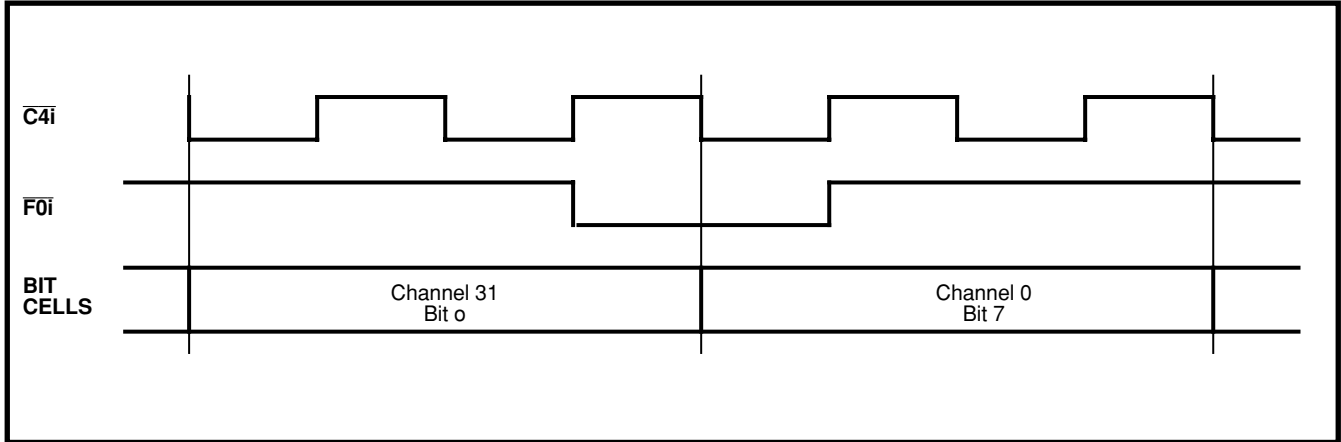 C4i
F0i
BIT
CELLS
Channel 31
Bit o
Channel 0
Bit 7